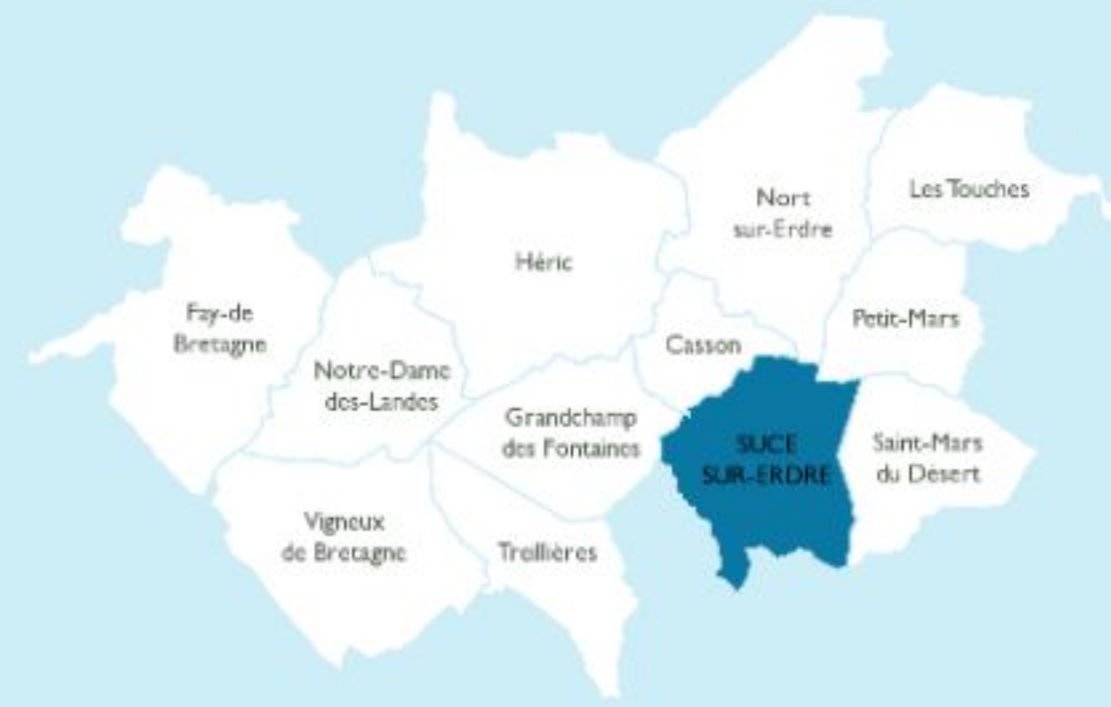 Nort
sur-Erdre
Les Touches
Héric
Fay-de
Bretagne
Petit-Mars
Casson
Notre-Dame
des-Landes
Grandchamp
des Fontaines
SUCE
SUR-ERDRE
Saint-Mars
du Désert
Vigneux
de Bretagne
Treillières